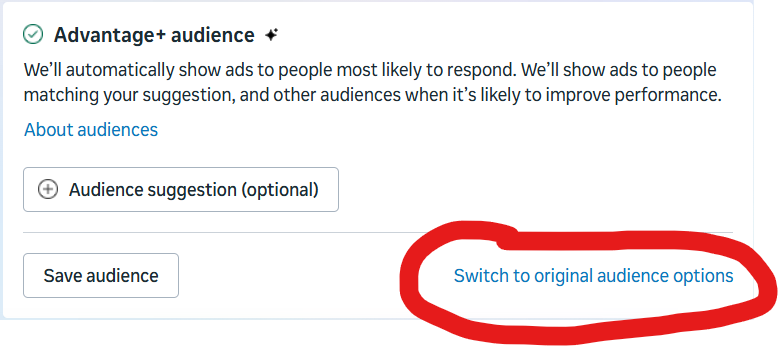 Advantage+ audience
We’ll automatically show ads to people most likely to respond. We’ll show ads to people
matching your suggestion, and other audiences when it’s likely to improve performance.
About audiences
Audience suggestion (optional)
Save audience
Switch to original audience options